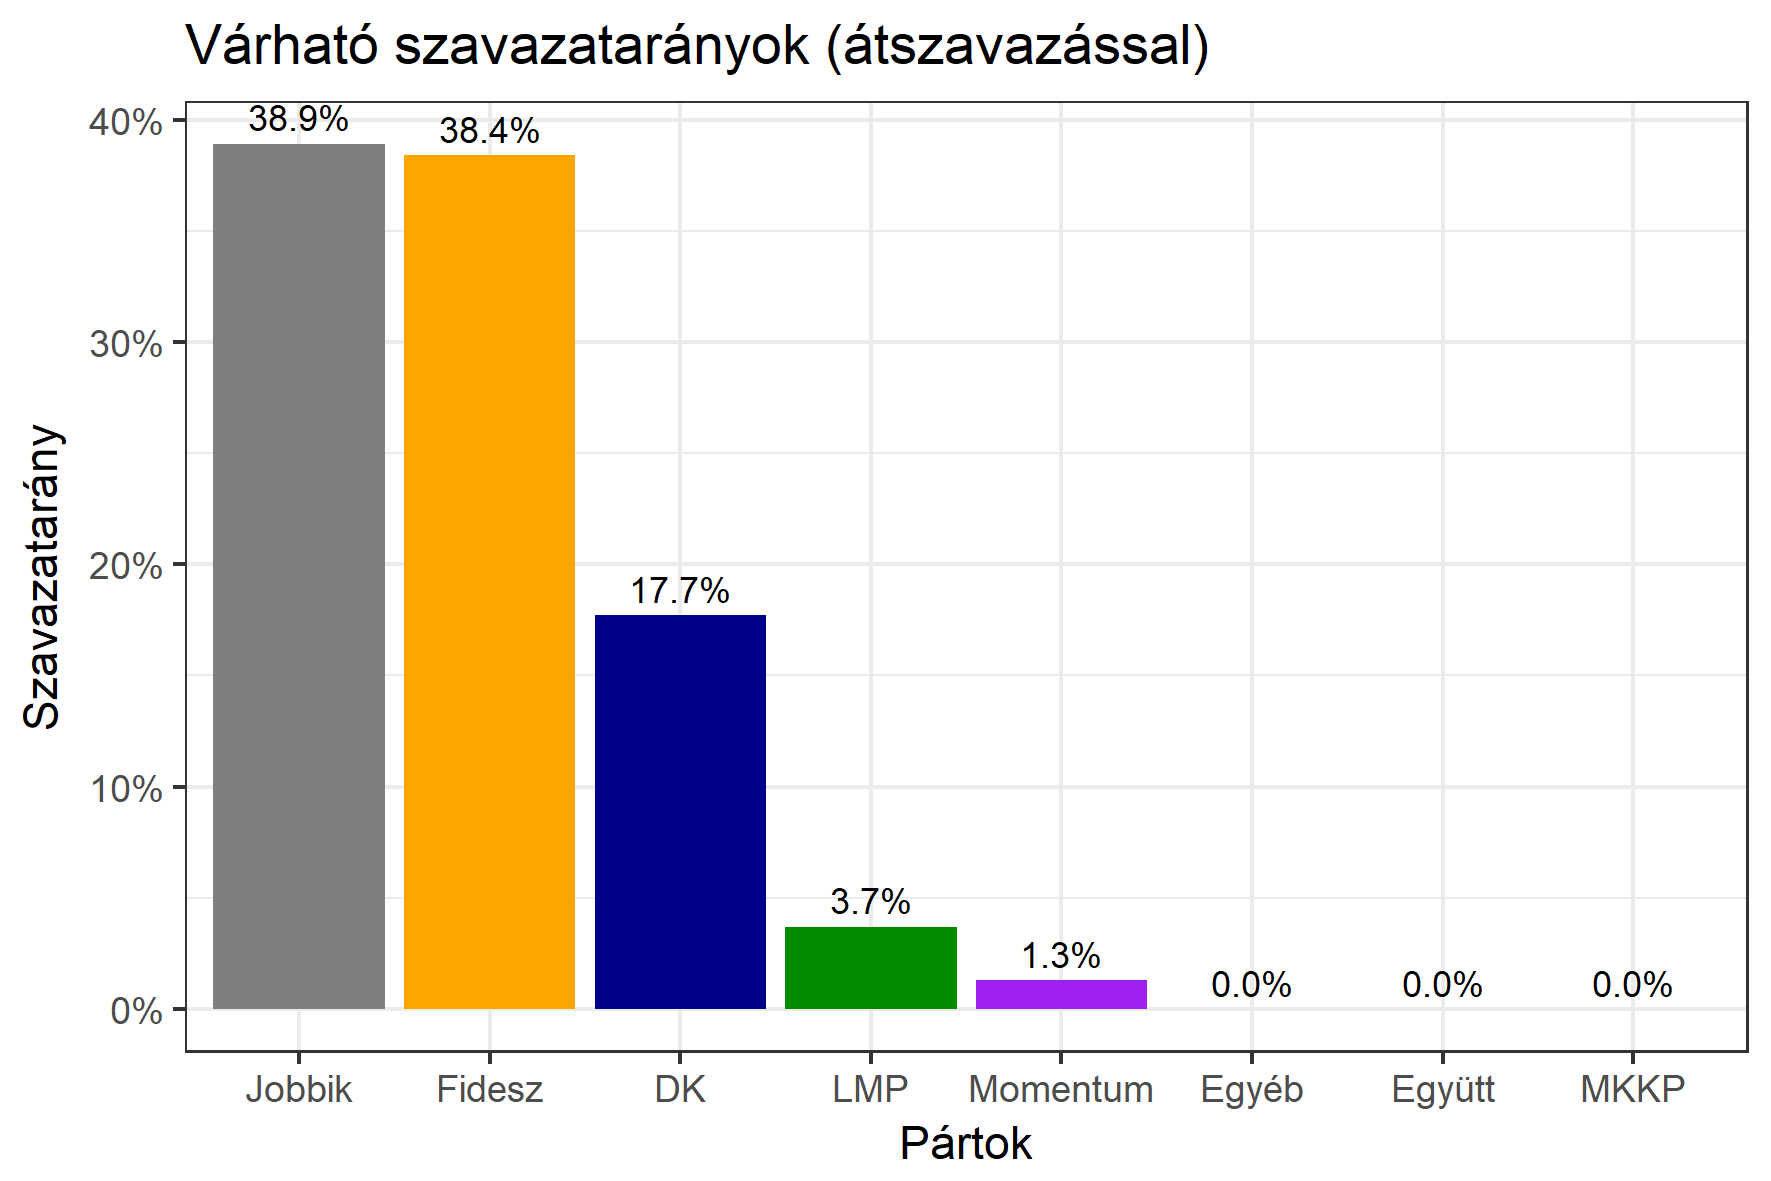 Várható szavazatarányok (átszavazással)
38.9%
38.4%
17.7%
3.7%
1.3%
0.0%
0.0%
0.0%
40%
30%
20%
10%
0%
Szavazatarány
Jobbik
Fidesz
DK
LMP
Momentum
Egyéb
Együtt
MKKP
Pártok